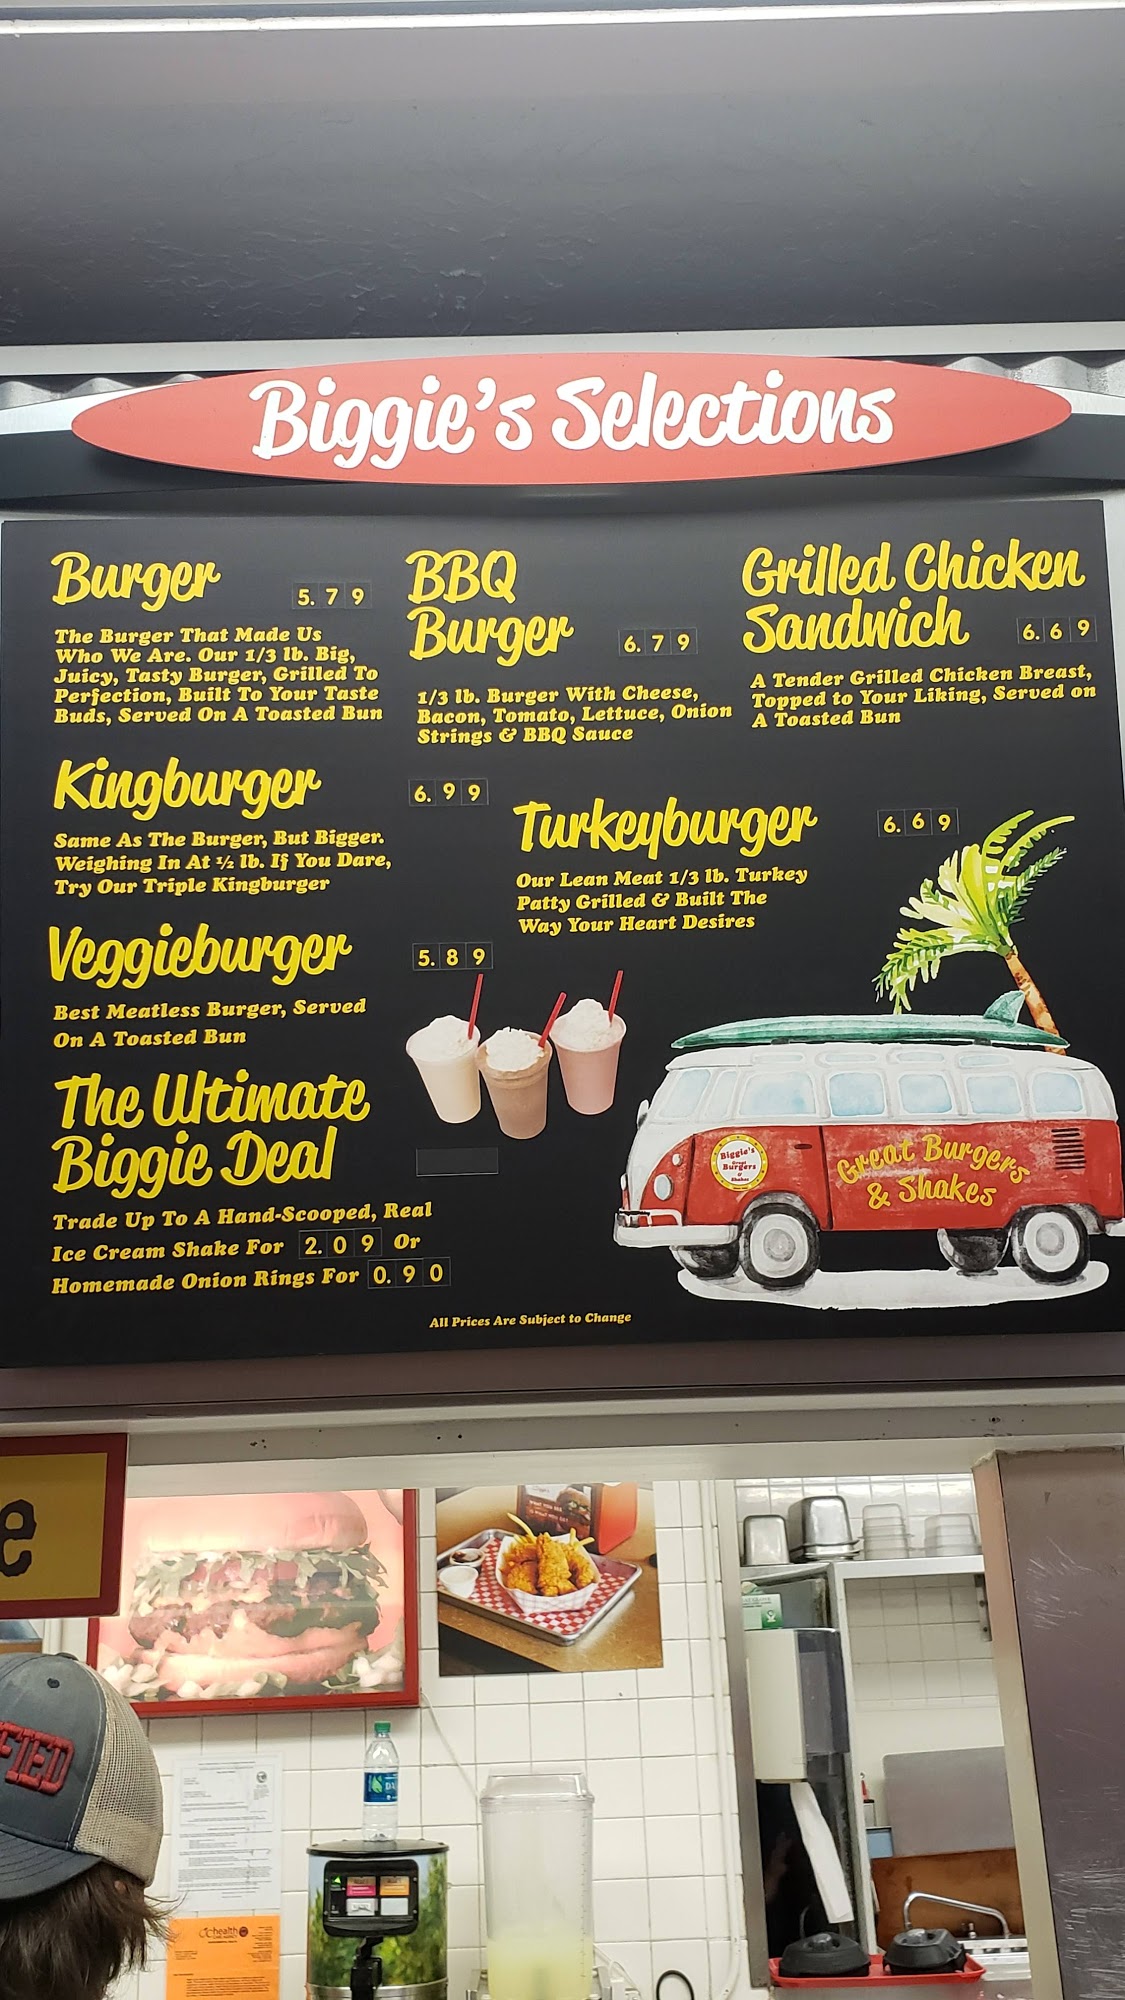 Biggie's Selections
Burger 5.79
The Burger That Made Us
Who We Are. Our 1/3 lb. Big,
Juicy, Tasty Burger, Grilled To
Perfection, Built To Your Taste
Buds, Served On A Toasted Bun
Kingburger 6.99
Same As The Burger, But Bigger.
Weighing In At ½ lb. If You Dare,
Try Our Triple Kingburger
Veggieburger 5.89
Best Meatless Burger, Served
On A Toasted Bun
The Ultimate
Biggie Deal
Trade Up To A Hand-Scooped, Real
Ice Cream Shake For 2.09 Or
Homemade Onion Rings For 0.90
BBQ
Burger 6.79
1/3 lb. Burger With Cheese,
Bacon, Tomato, Lettuce, Onion
Strings & BBQ Sauce
Grilled Chicken
Sandwich 6.69
A Tender Grilled Chicken Breast,
Topped to Your Liking, Served on
A Toasted Bun
Turkeyburger 6.69
Our Lean Meat 1/3 lb. Turkey
Patty Grilled & Built The
Way Your Heart Desires
Biggie's
Great
Burgers
&
Shakes
Great Burgers
& Shakes
All Prices Are Subject to Change
e
FIED
health